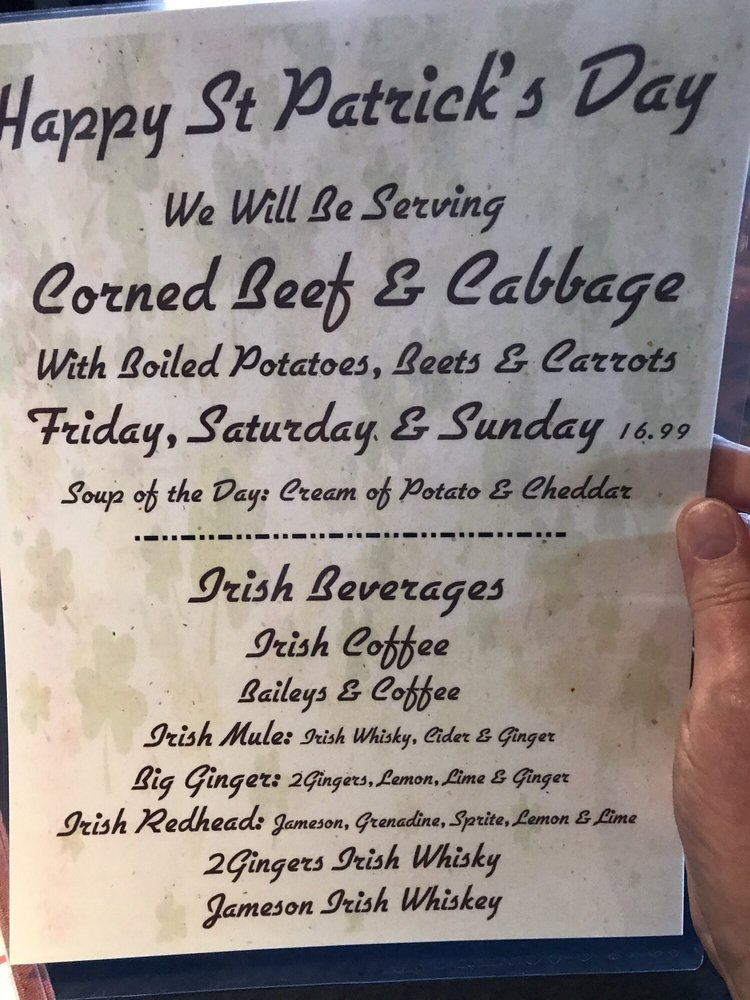 Happy St Patrick's Day
We Will Be Serving
Corned Beef & Cabbage
With Boiled Potatoes, Beets & Carrots
Friday, Saturday & Sunday 16.99
Soup of the Day: Cream of Potato & Cheddar
Irish Beverages
Irish Coffee
Baileys & Coffee
Irish Mule: Irish Whisky, Cider & Ginger
Big Ginger: 2Gingers, Lemon, Lime & Ginger
Irish Redhead: Jameson, Grenadine, Sprite, Lemon & Lime
2Gingers Irish Whisky
Jameson Irish Whiskey